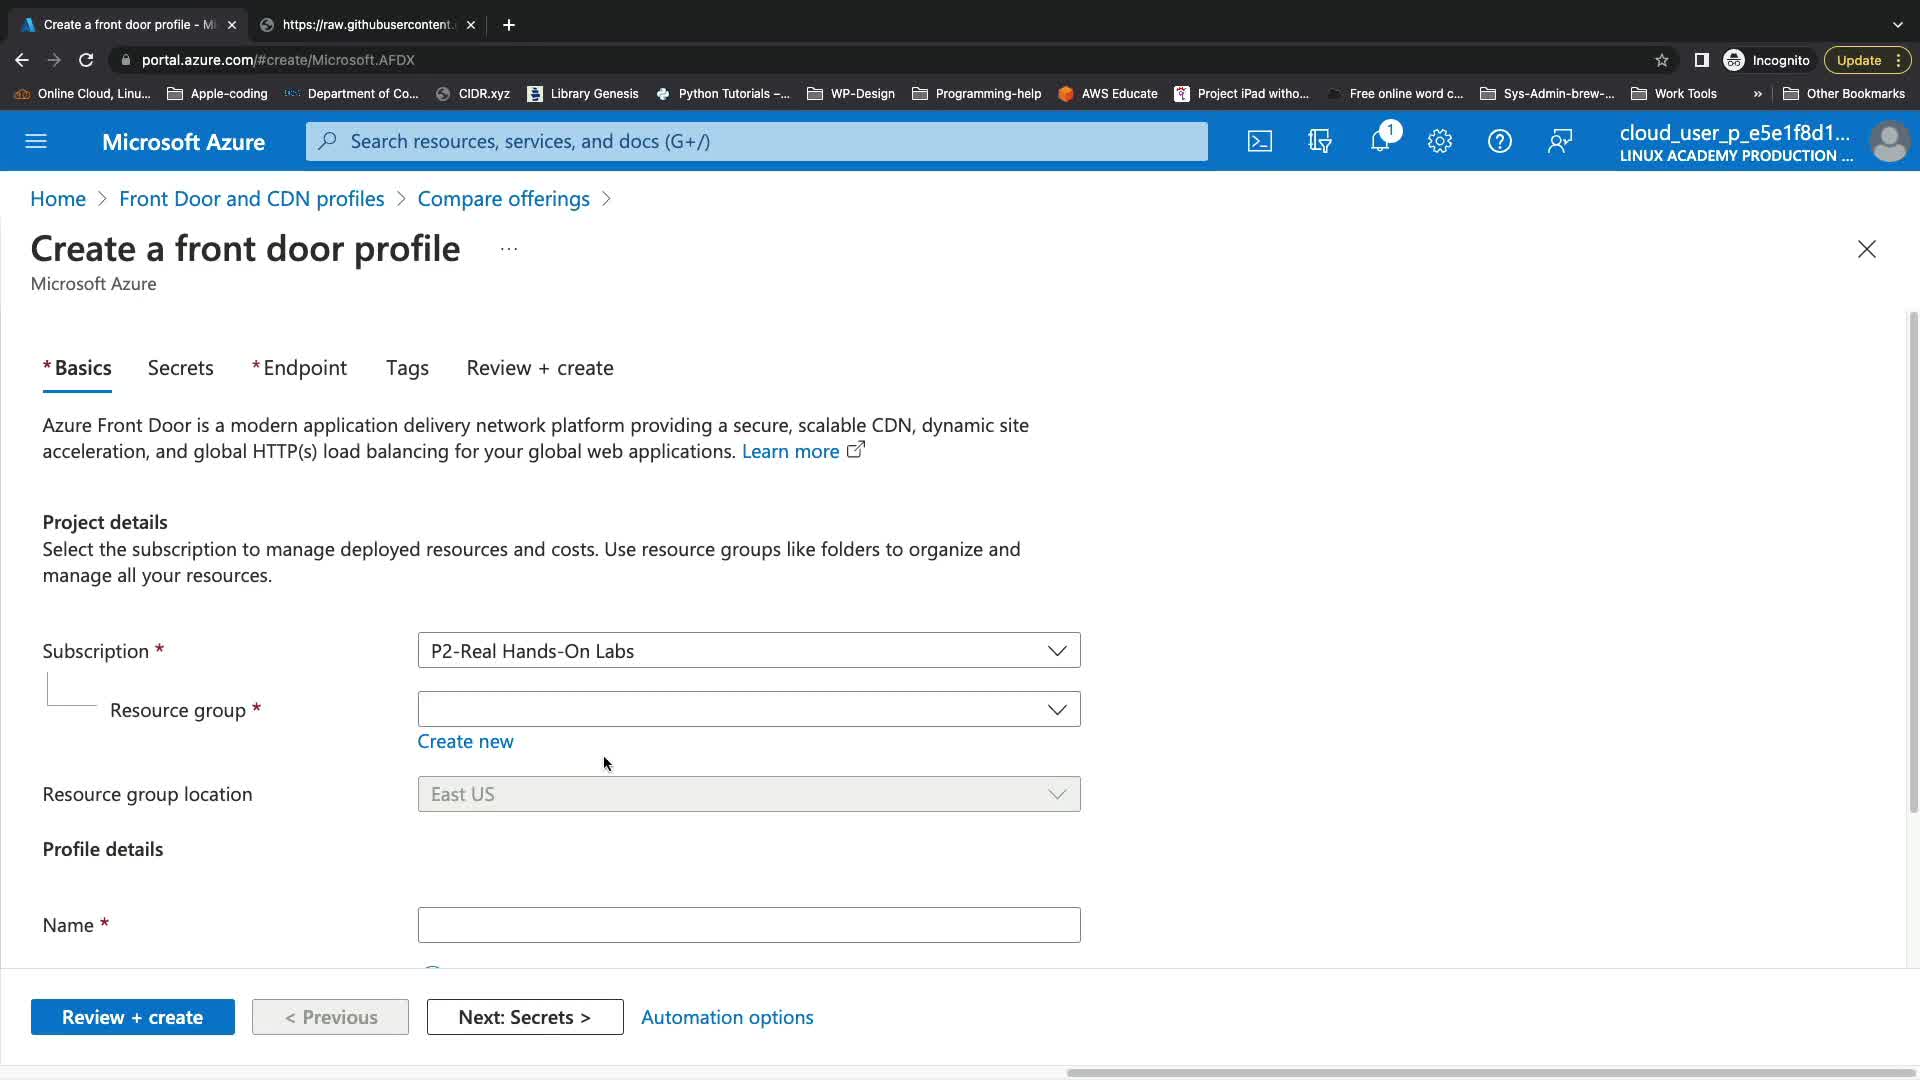 Create a front door profile - Mi
https://raw.githubusercontent.
portal.azure.com/#create/Microsoft.AFDX
Incognito
Update
Online Cloud, Linu...
Apple-coding
Department of Co...
CIDR.xyz
Library Genesis
Python Tutorials –...
WP-Design
Programming-help
AWS Educate
Project iPad witho...
Free online word c...
Sys-Admin-brew-...
Work Tools
»
Other Bookmarks
Microsoft Azure
Search resources, services, and docs (G+/)
1
cloud_user_p_e5e1f8d1...
LINUX ACADEMY PRODUCTION ...
Home > Front Door and CDN profiles > Compare offerings >
Create a front door profile ...
Microsoft Azure
* Basics
Secrets
* Endpoint
Tags
Review + create
Azure Front Door is a modern application delivery network platform providing a secure, scalable CDN, dynamic site
acceleration, and global HTTP(s) load balancing for your global web applications. Learn more
Project details
Select the subscription to manage deployed resources and costs. Use resource groups like folders to organize and
manage all your resources.
Subscription *
P2-Real Hands-On Labs
Resource group *
Create new
Resource group location
East US
Profile details
Name *
Review + create
< Previous
Next: Secrets >
Automation options